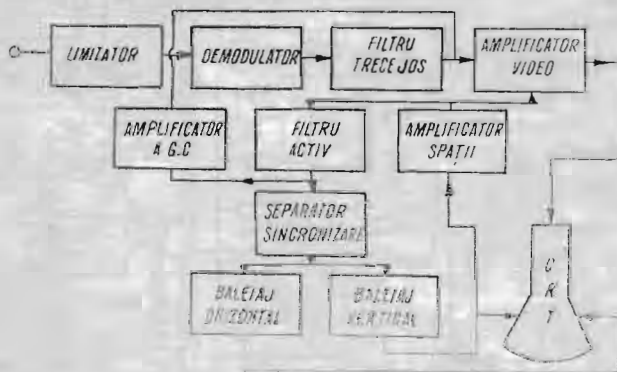 LIMITATOR
DEMODULATOR
FILTRU
TRECE JOS
AMPLIFICATOR
VIDEO
AMPLIFICATOR
A G.C
FILTRU
ACTIV
AMPLIFICATOR
SPAȚII
SEPARATOR
SINCRONIZARE
BALEIAJ
ORIZONTAL
BALEIAJ
VERTICAL
C
R
T